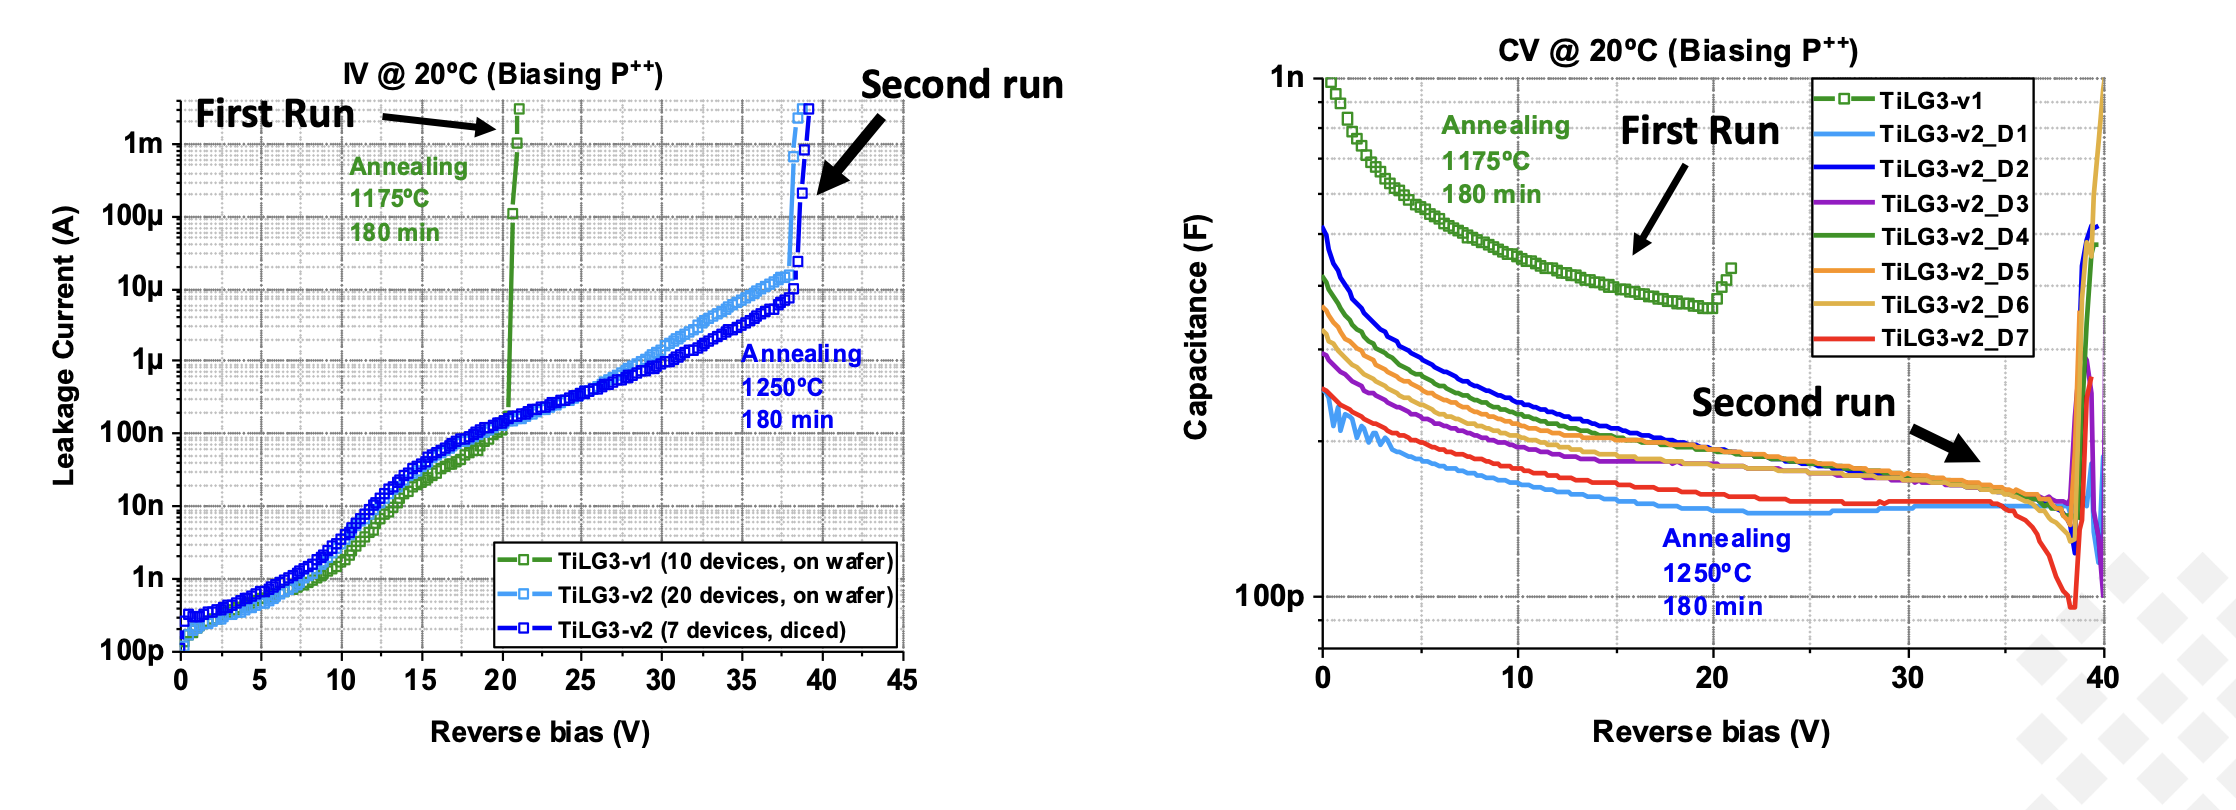 IV @ 20ºC (Biasing P++)
First Run
Second run
Annealing
1175ºC
180 min
Annealing
1250ºC
180 min
Leakage Current (A)
1m
100µ
10µ
1µ
100n
10n
1n
100p
TiLG3-v1 (10 devices, on wafer)
TiLG3-v2 (20 devices, on wafer)
TiLG3-v2 (7 devices, diced)
0 5 10 15 20 25 30 35 40 45
Reverse bias (V)
CV @ 20ºC (Biasing P++)
1n
100p
Capacitance (F)
Annealing
1175ºC
180 min
First Run
TiLG3-v1
TiLG3-v2_D1
TiLG3-v2_D2
TiLG3-v2_D3
TiLG3-v2_D4
TiLG3-v2_D5
TiLG3-v2_D6
TiLG3-v2_D7
Second run
Annealing
1250ºC
180 min
0 10 20 30 40
Reverse bias (V)